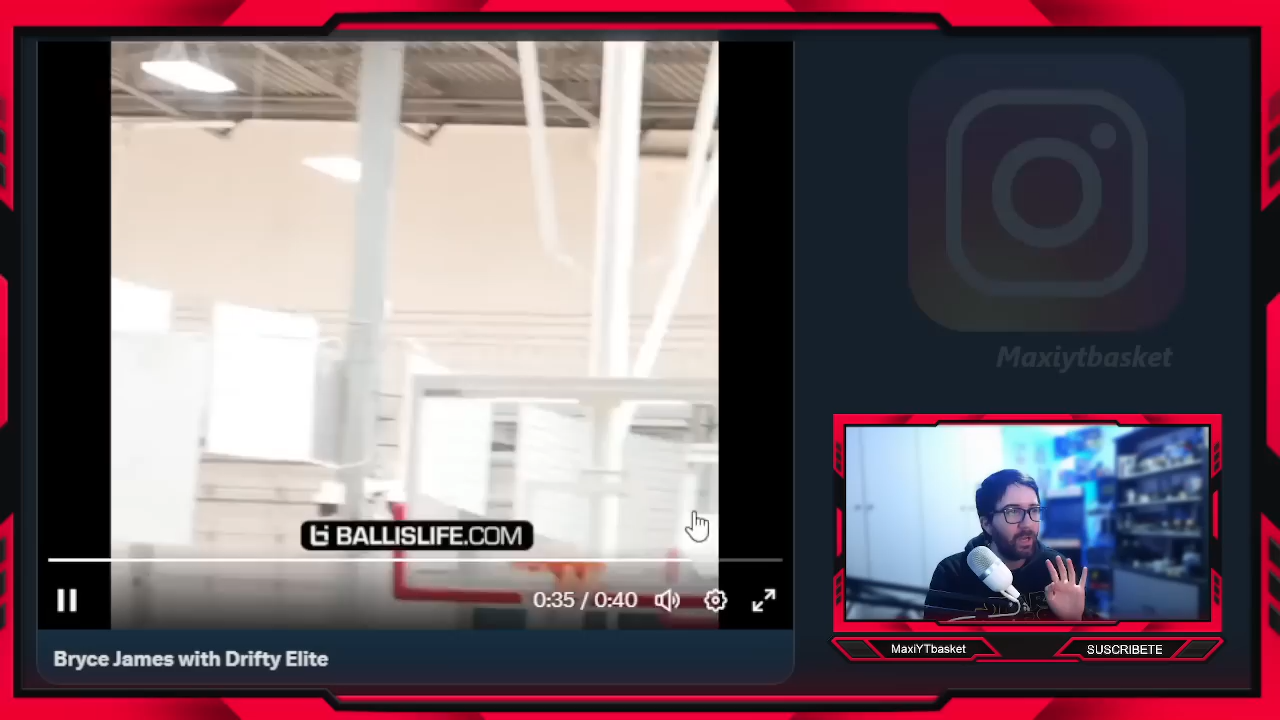 Maxiytbasket
BALLISLIFE.COM
0:35 / 0:40
Bryce James with Drifty Elite
MaxiYTbasket
SUSCRIBETE